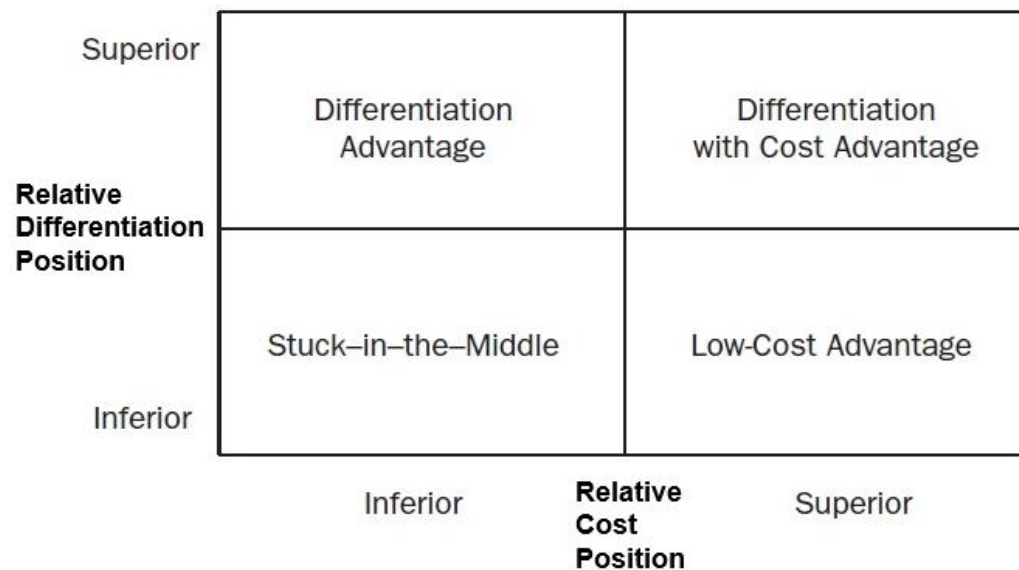 Superior
Differentiation
Advantage
Differentiation
with Cost Advantage
Relative
Differentiation
Position
Stuck–in–the–Middle
Low-Cost Advantage
Inferior
Inferior
Relative
Cost
Position
Superior